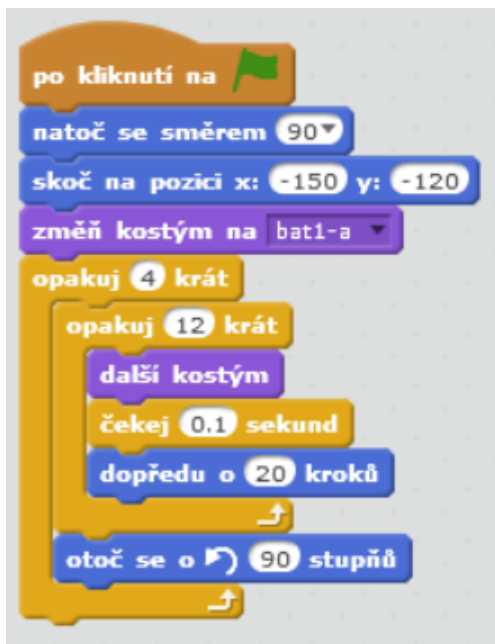 po kliknutí na
natoč se směrem 90
skoč na pozici x: -150 y: -120
změň kostým na bat1-a
opakuj 4 krát
opakuj 12 krát
další kostým
čekej 0.1 sekund
dopředu o 20 kroků
otoč se o 90 stupňů